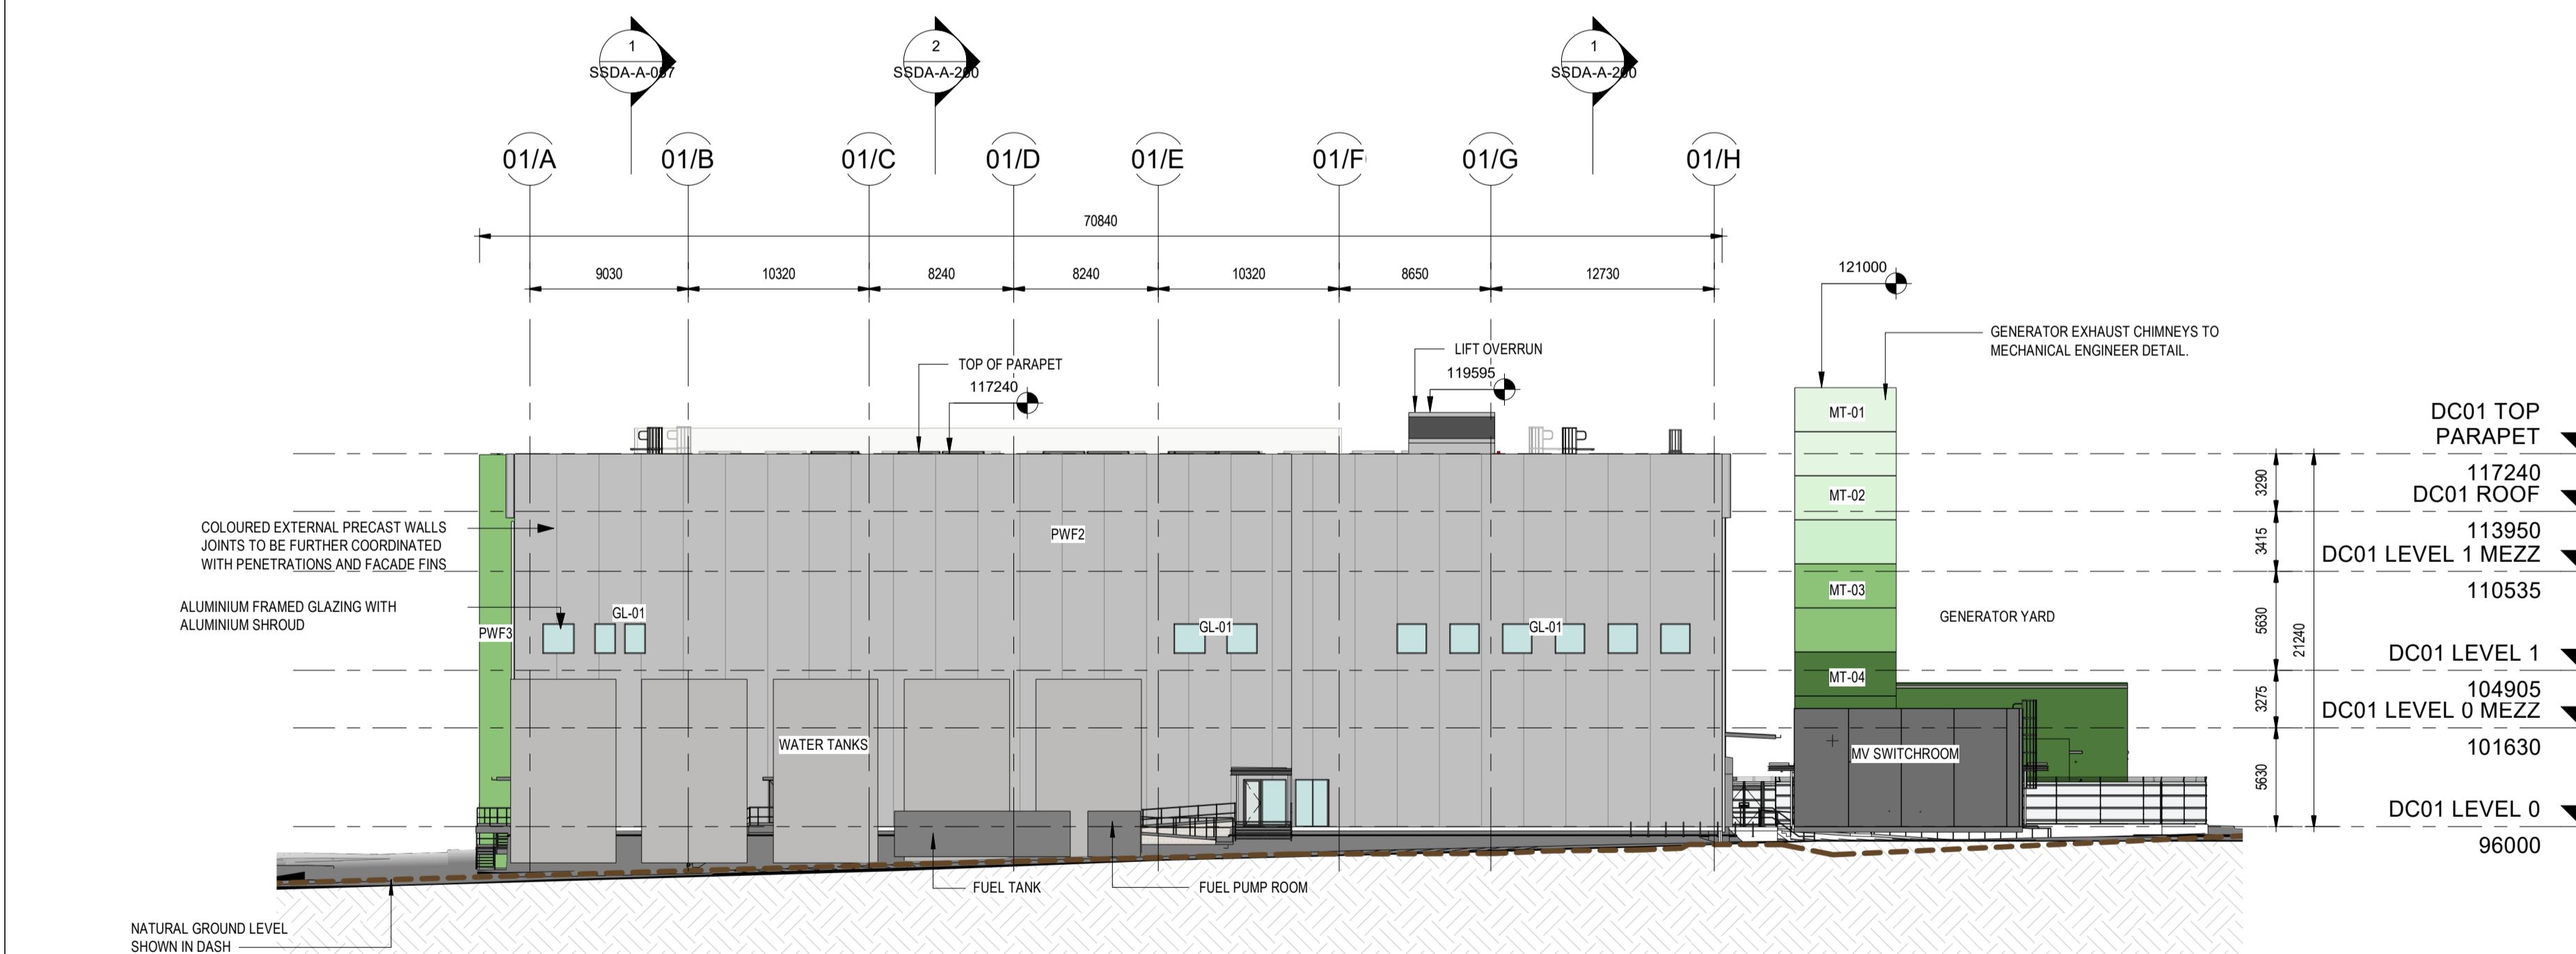 1
SSDA-A-097
2
SSDA-A-200
1
SSDA-A-200
01/A
01/B
01/C
01/D
01/E
01/F
01/G
01/H
70840
9030
10320
8240
8240
10320
8650
12730
121000
GENERATOR EXHAUST CHIMNEYS TO
MECHANICAL ENGINEER DETAIL.
LIFT OVERRUN
119595
TOP OF PARAPET
117240
MT-01
MT-02
MT-03
MT-04
COLOURED EXTERNAL PRECAST WALLS
JOINTS TO BE FURTHER COORDINATED
WITH PENETRATIONS AND FACADE FINS
PWF2
ALUMINIUM FRAMED GLAZING WITH
ALUMINIUM SHROUD
PWF3
GL-01
GL-01
GL-01
GENERATOR YARD
WATER TANKS
MV SWITCHROOM
FUEL TANK
FUEL PUMP ROOM
NATURAL GROUND LEVEL
SHOWN IN DASH
3290
3415
5630
3275
5630
21240
DC01 TOP
PARAPET
117240
DC01 ROOF
113950
DC01 LEVEL 1 MEZZ
110535
DC01 LEVEL 1
104905
DC01 LEVEL 0 MEZZ
101630
DC01 LEVEL 0
96000